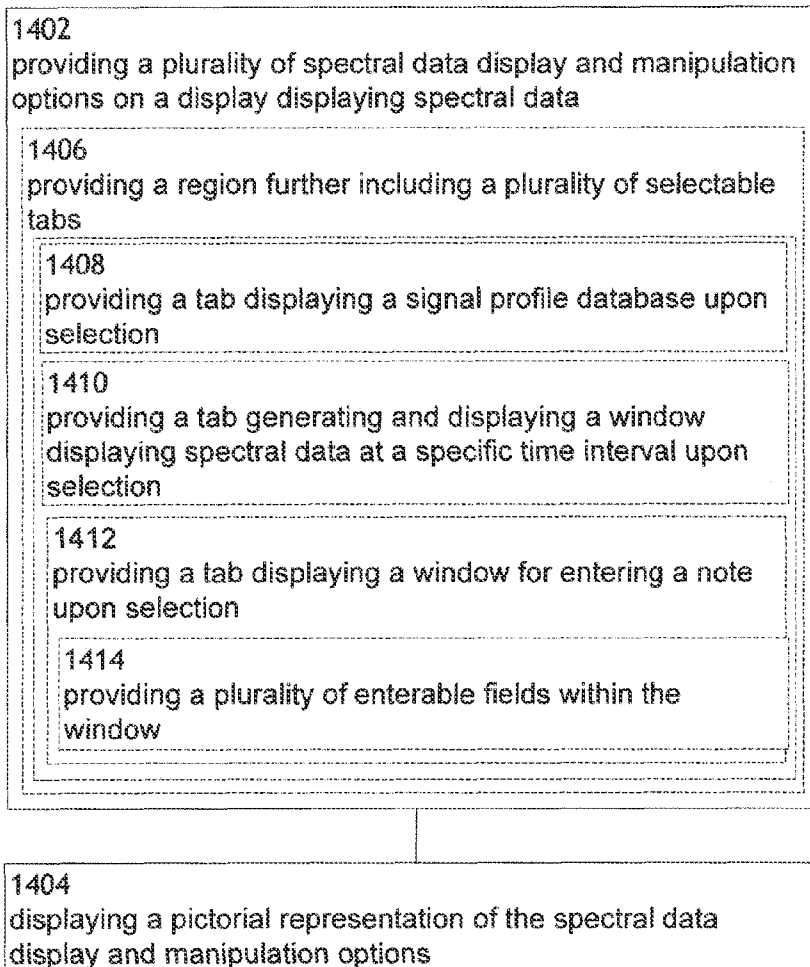 1402
providing a plurality of spectral data display and manipulation
options on a display displaying spectral data
1406
providing a region further including a plurality of selectable
tabs
1408
providing a tab displaying a signal profile database upon
selection
1410
providing a tab generating and displaying a window
displaying spectral data at a specific time interval upon
selection
1412
providing a tab displaying a window for entering a note
upon selection
1414
providing a plurality of enterable fields within the
window
1404
displaying a pictorial representation of the spectral data
display and manipulation options